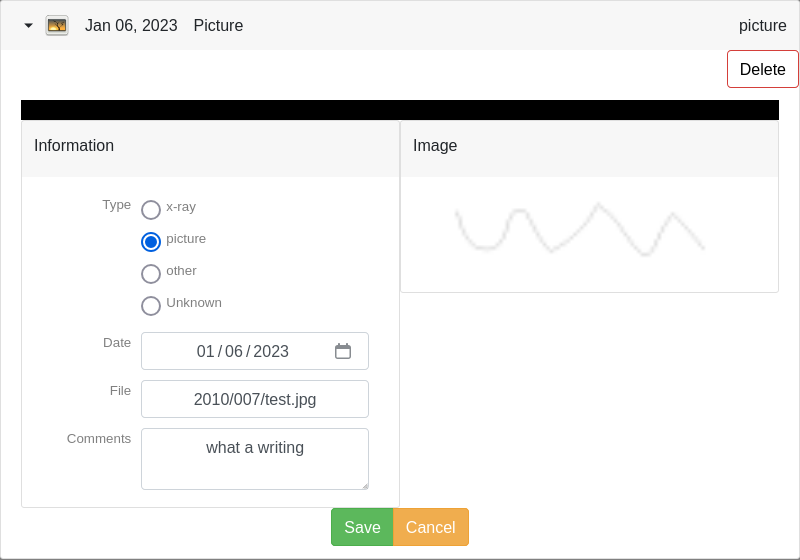 Jan 06, 2023 Picture picture
Delete
Information
Image
Type
x-ray
picture
other
Unknown
Date 01/06/2023
File 2010/007/test.jpg
Comments what a writing
Save Cancel